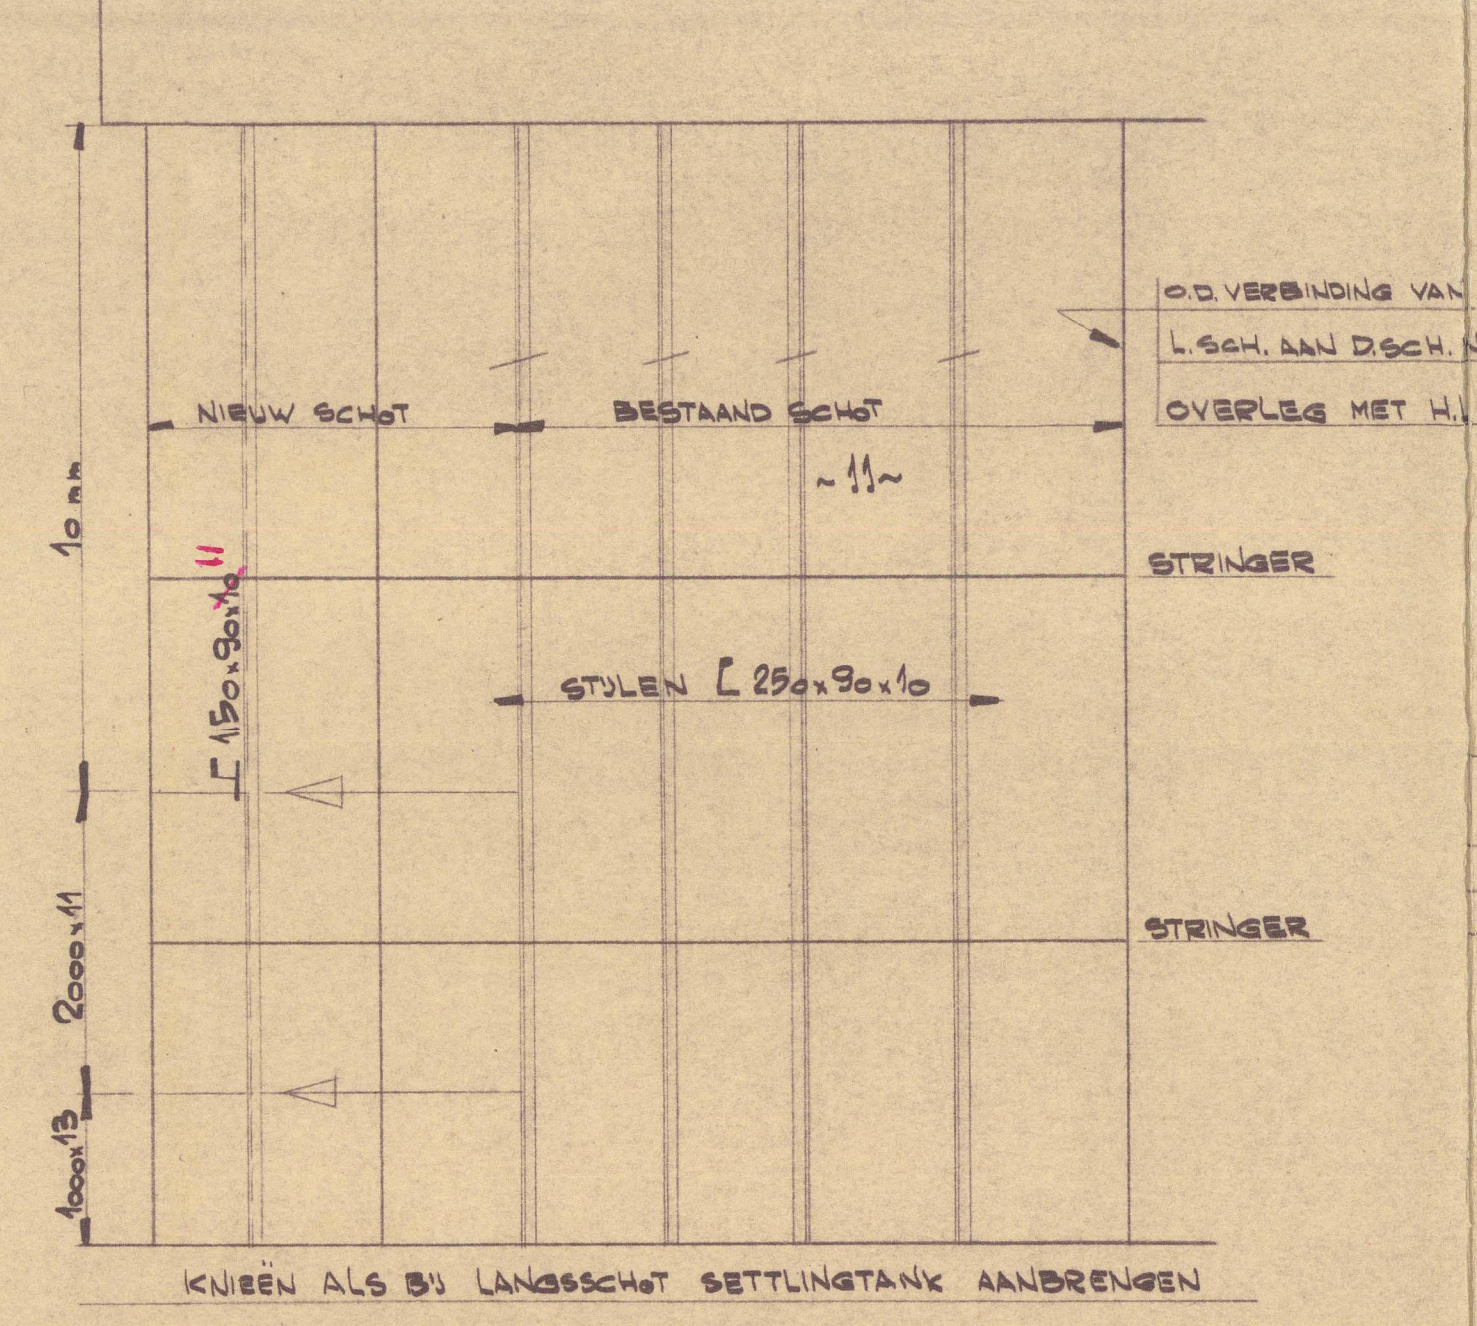 O.D. VERBINDING VAN
L.SCH. AAN D.SCH.
OVERLEG MET H.
NIEUW SCHOT
BESTAAND SCHOT
~11~
10 mm
STRINGER
11
[ 150x90x10
STIJLEN [ 250x90x10
2000x11
STRINGER
1000x13
KNIEËN ALS BIJ LANGSSCHOT SETTLINGTANK AANBRENGEN